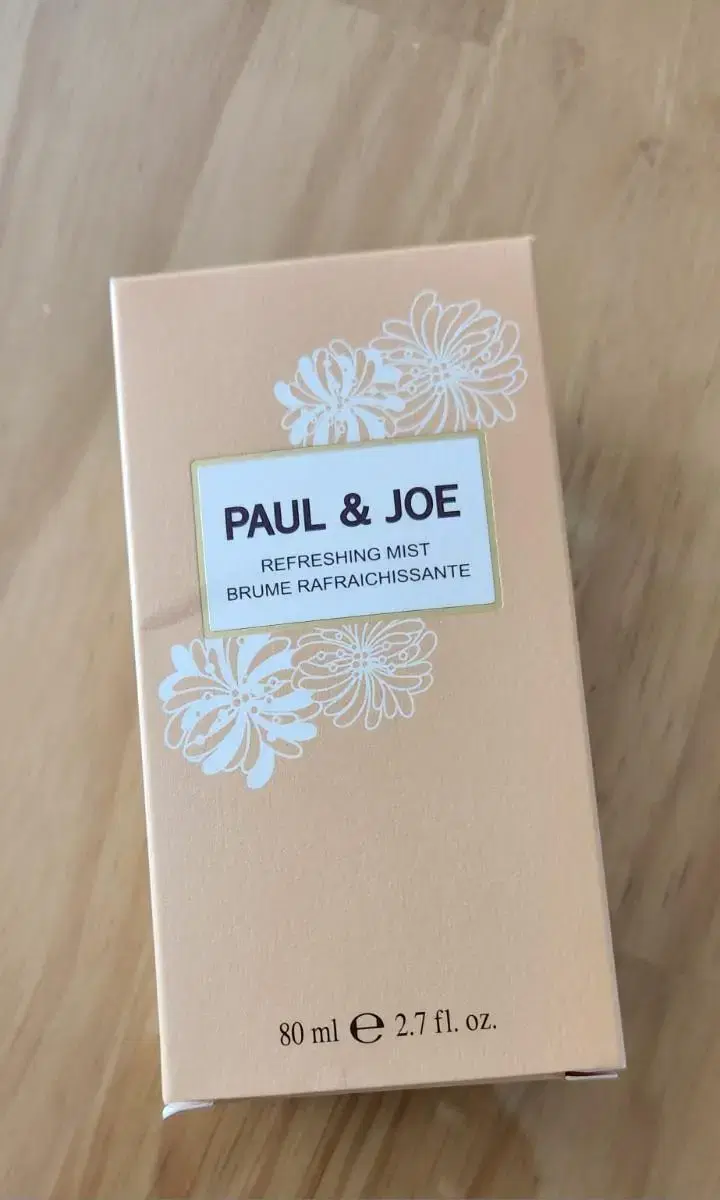 PAUL & JOE
REFRESHING MIST
BRUME RAFRAICHISSANTE
80 ml ℮ 2.7 fl. oz.